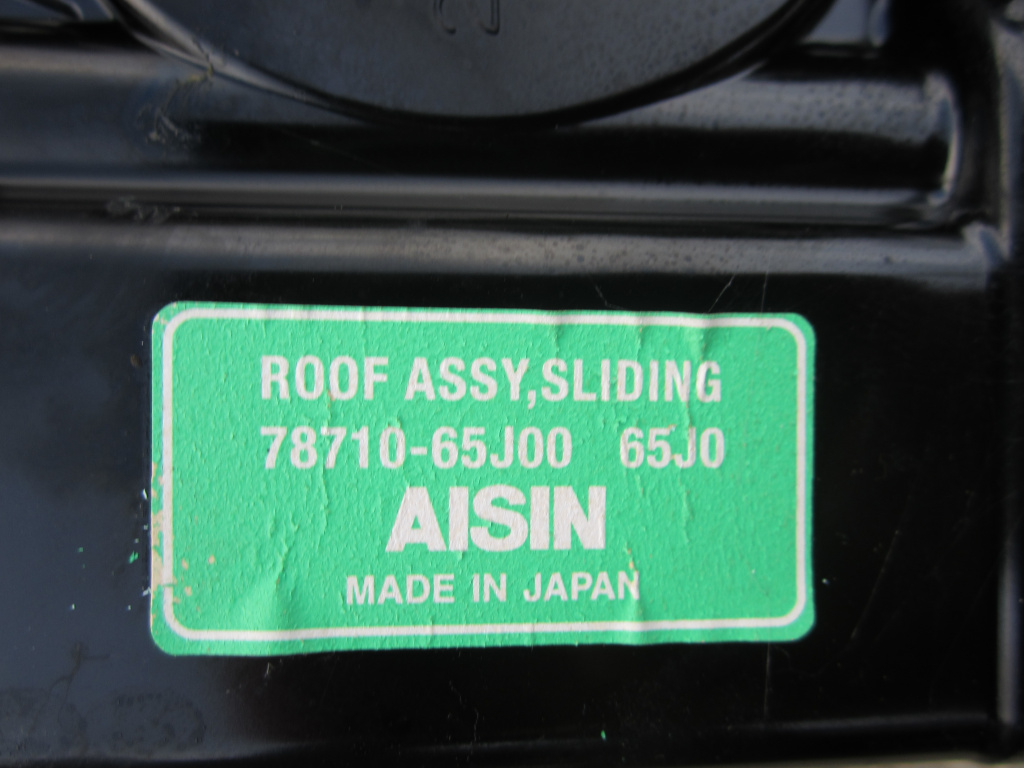 ROOF ASSY,SLIDING
78710-65J00 65J0
AISIN
MADE IN JAPAN